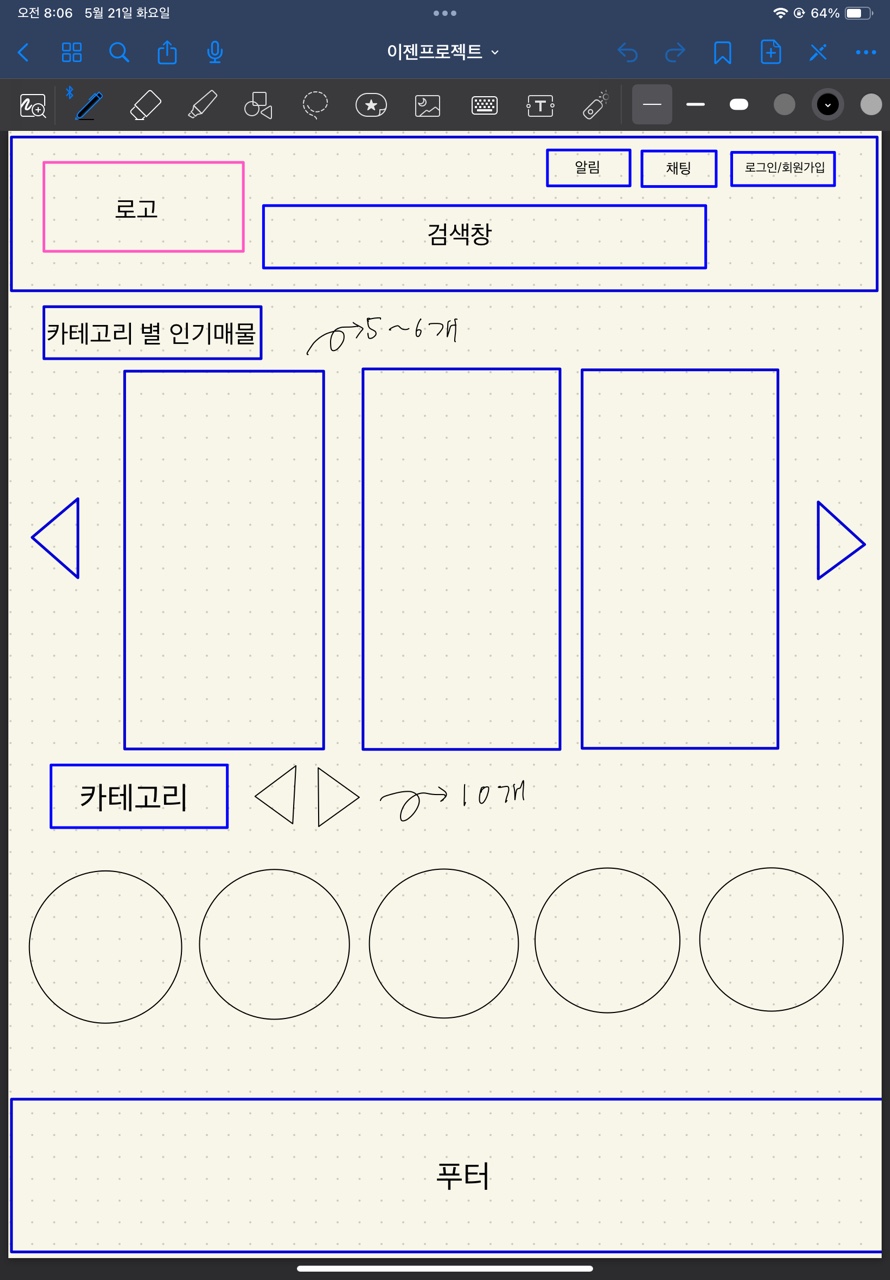 오전 8:06 5월 21일 화요일
64%
이젠프로젝트
T
알림
채팅
로그인/회원가입
로고
검색창
카테고리 별 인기매물
5~6개
카테고리
10개
푸터